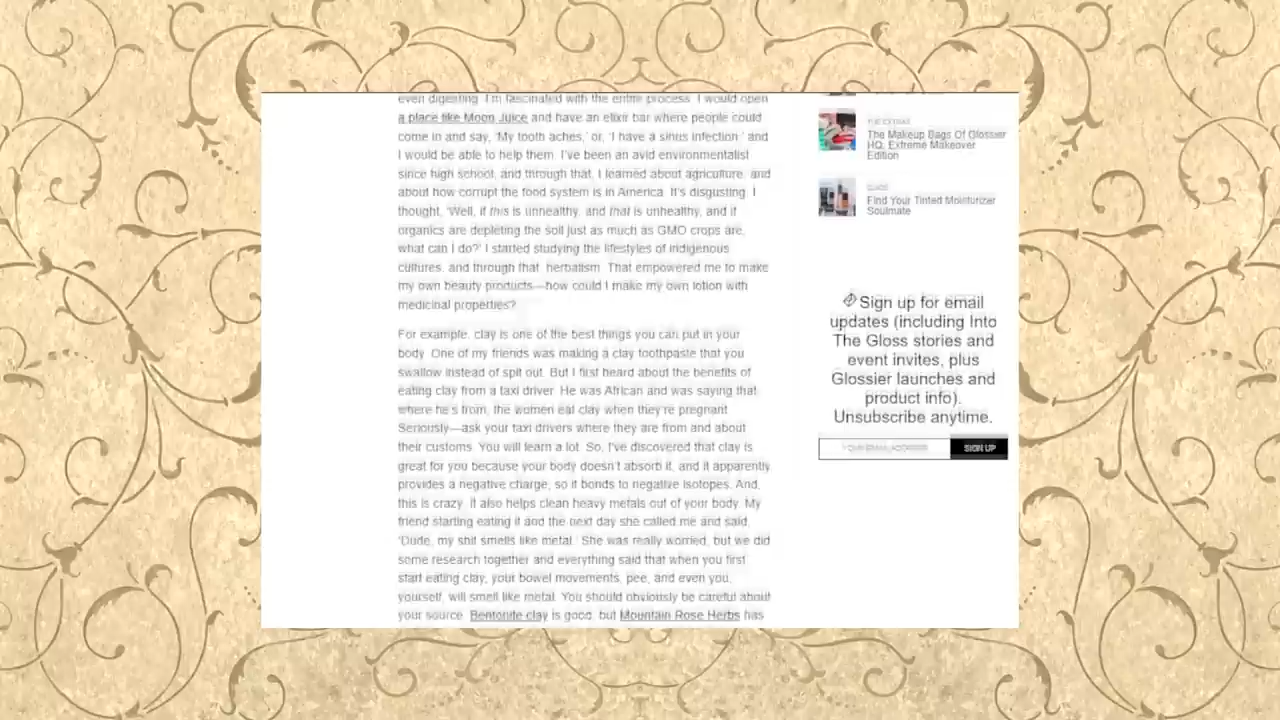 even digesting. I'm fascinated with the entire process. I would open
a place like Moon Juice and have an elixir bar where people could
come in and say, 'My tooth aches,' or, 'I have a sinus infection,' and
I would be able to help them. I've been an avid environmentalist
since high school, and through that, I learned about agriculture, and
about how corrupt the food system is in America. It's disgusting. I
thought, 'Well, if this is unhealthy, and that is unhealthy, and if
organics are depleting the soil just as much as GMO crops are,
what can I do?' I started studying the lifestyles of indigenous
cultures, and through that, herbalism. That empowered me to make
my own beauty products—how could I make my own lotion with
medicinal properties?
For example, clay is one of the best things you can put in your
body. One of my friends was making a clay toothpaste that you
swallow instead of spit out. But I first heard about the benefits of
eating clay from a taxi driver. He was African and was saying that
where he's from, the women eat clay when they're pregnant.
Seriously—ask your taxi drivers where they are from and about
their customs. You will learn a lot. So, I've discovered that clay is
great for you because your body doesn't absorb it, and it apparently
provides a negative charge, so it bonds to negative isotopes. And,
this is crazy: it also helps clean heavy metals out of your body. My
friend starting eating it and the next day she called me and said,
'Dude, my shit smells like metal.' She was really worried, but we did
some research together and everything said that when you first
start eating clay, your bowel movements, pee, and even you,
yourself, will smell like metal. You should obviously be careful about
your source. Bentonite clay is good, but Mountain Rose Herbs has
THE EXTRAS
The Makeup Bags Of Glossier
HQ, Extreme Makeover
Edition
Find Your Tinted Moisturizer
Soulmate
Sign up for email
updates (including Into
The Gloss stories and
event invites, plus
Glossier launches and
product info).
Unsubscribe anytime.
YOUR EMAIL ADDRESS
SIGN UP